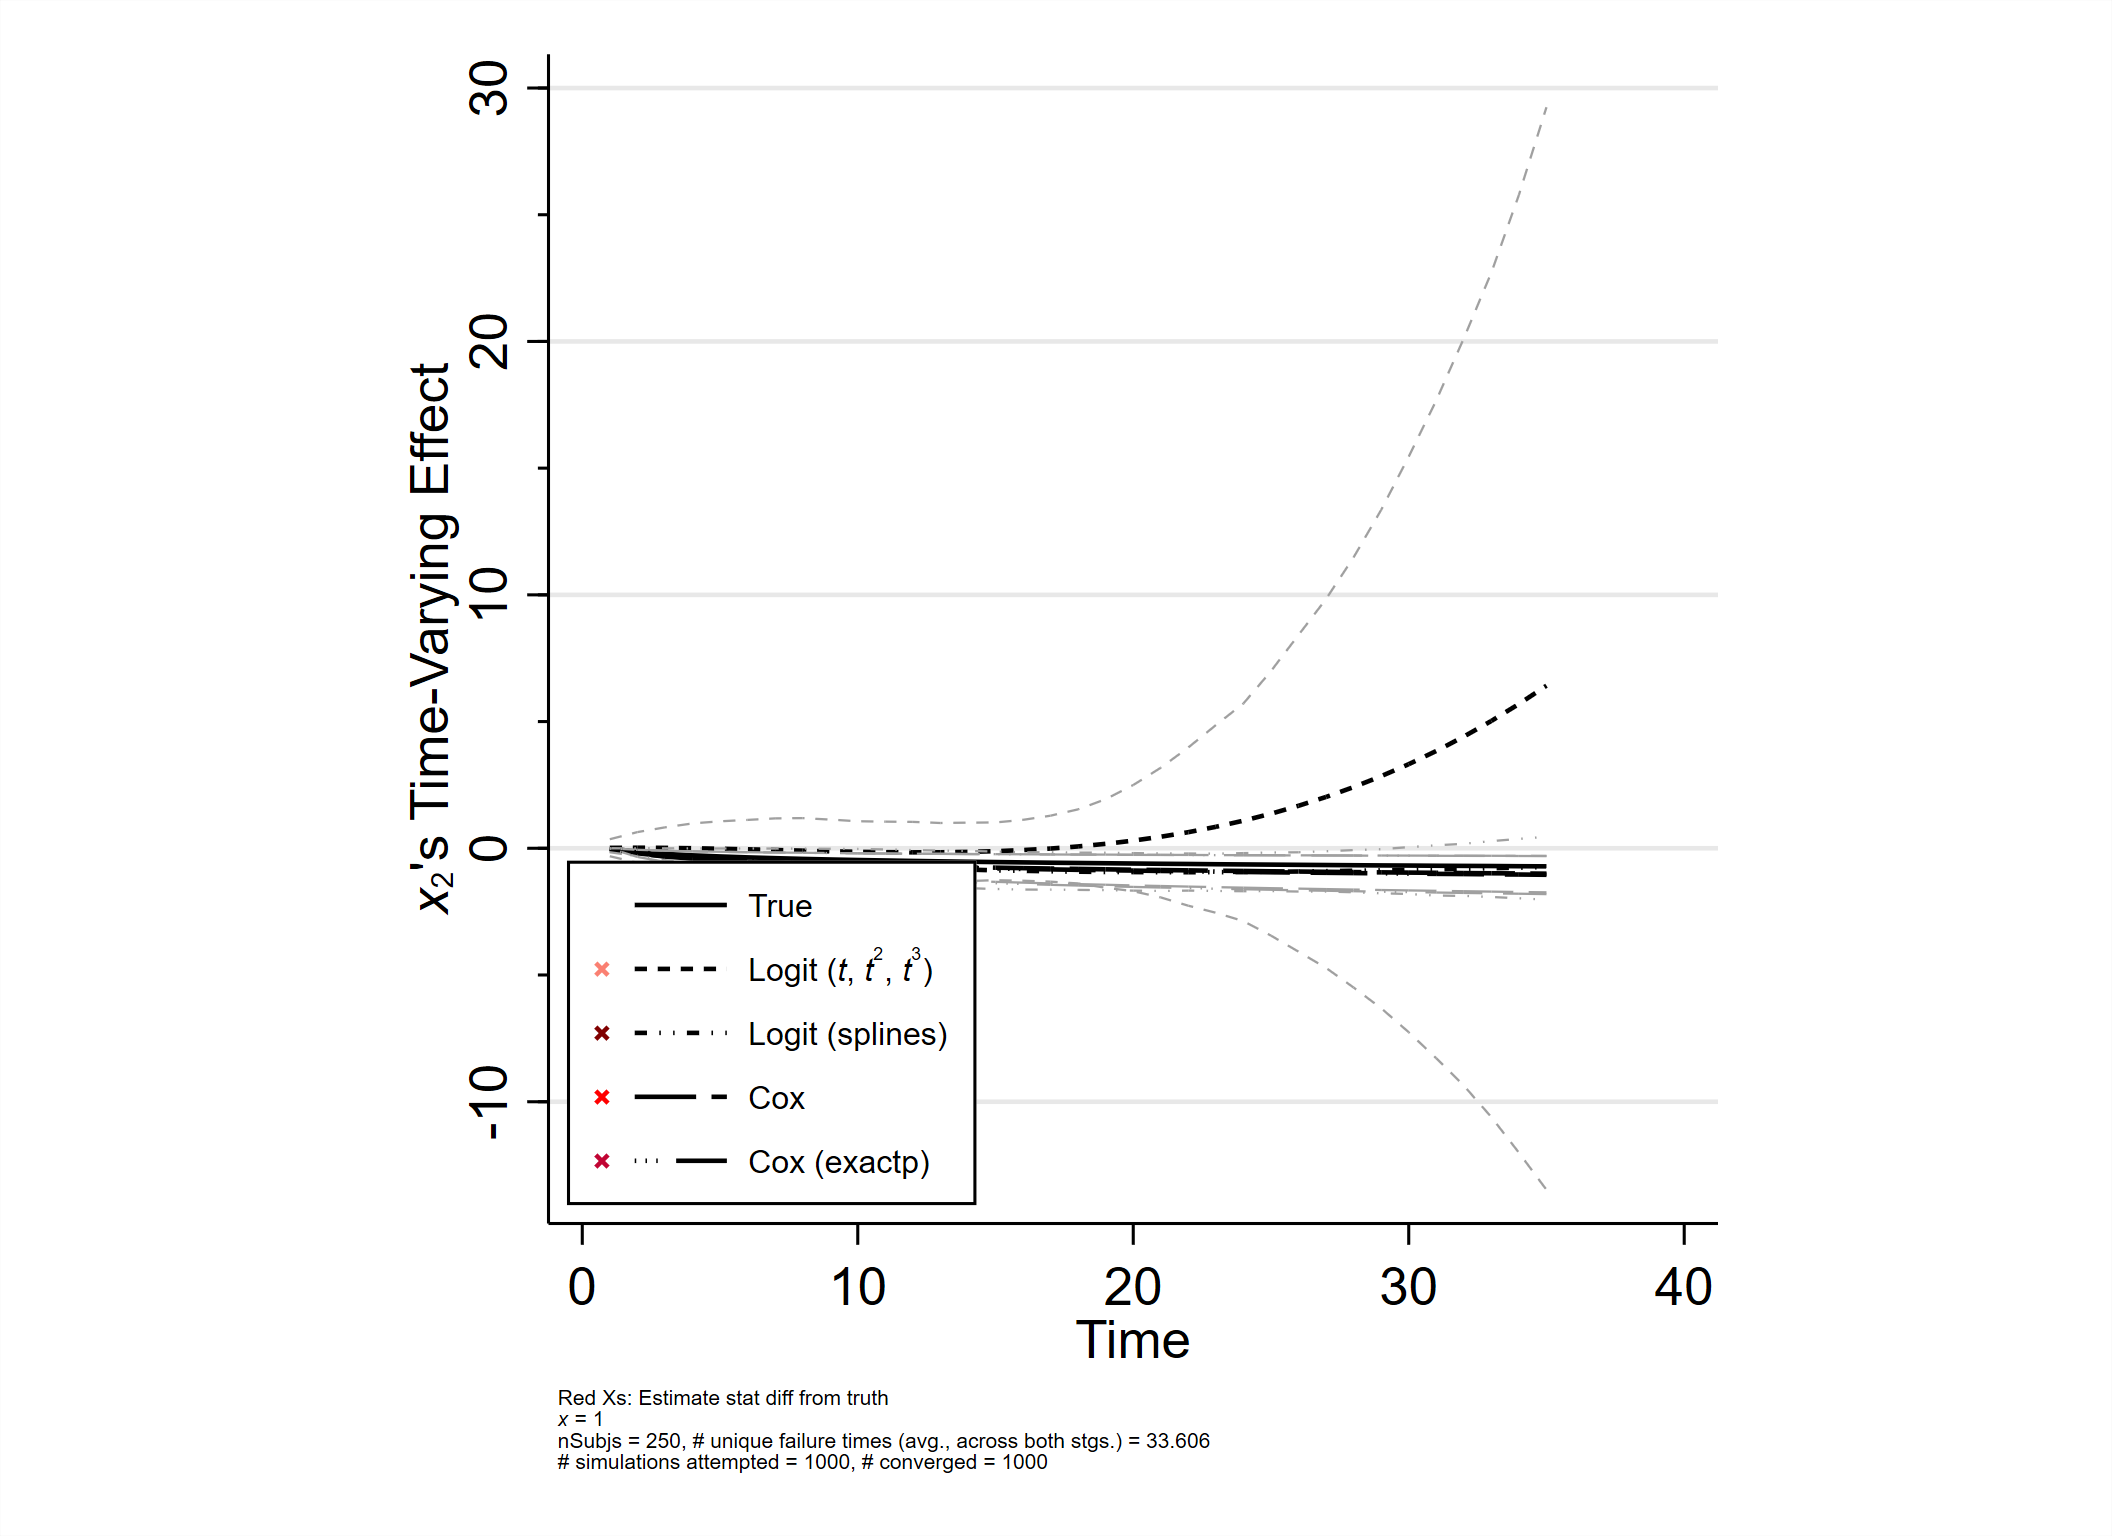 30
20
10
0
-10
x₂'s Time-Varying Effect
True
Logit (t, t², t³)
Logit (splines)
Cox
Cox (exactp)
0 10 20 30 40
Time
Red Xs: Estimate stat diff from truth
x = 1
nSubjs = 250, # unique failure times (avg., across both stgs.) = 33.606
# simulations attempted = 1000, # converged = 1000